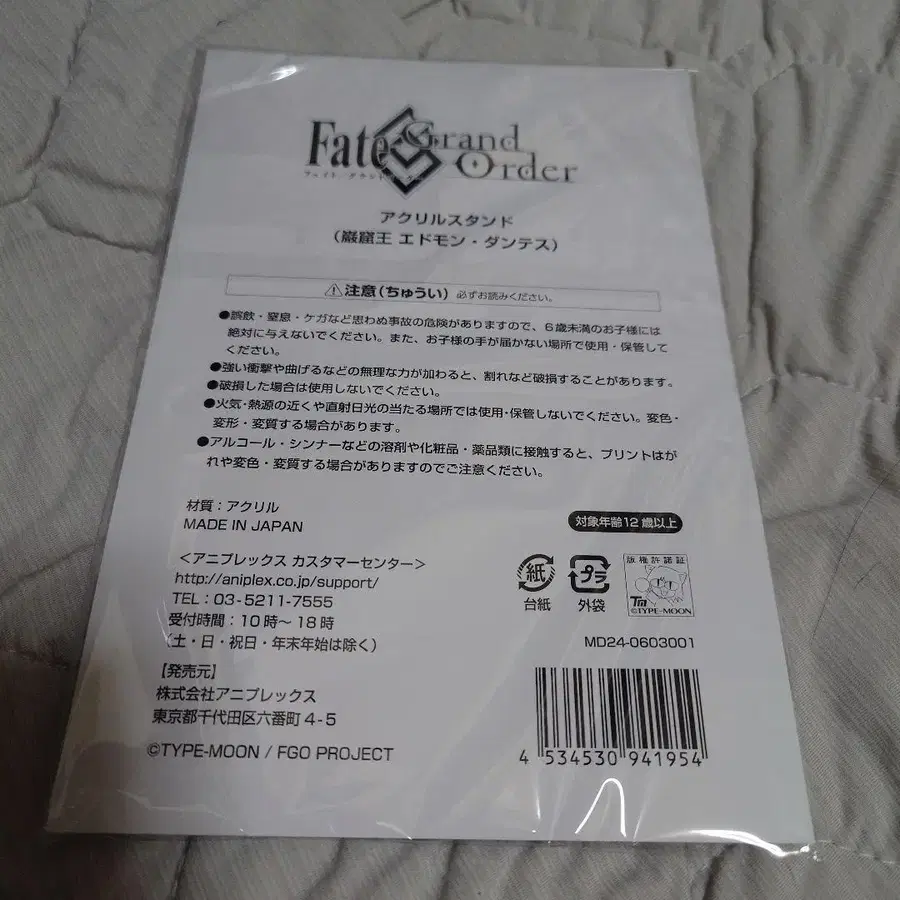 Fate Grand Order
フェイト/グランドオーダー
アクリルスタンド
(巌窟王 エドモン・ダンテス)
⚠注意(ちゅうい) 必ずお読みください。
●誤飲・窒息・ケガなど思わぬ事故の危険がありますので、6歳未満のお子様には
絶対に与えないでください。また、お子様の手が届かない場所で使用・保管して
ください。
●強い衝撃や曲げるなどの無理な力が加わると、割れなど破損することがあります。
●破損した場合は使用しないでください。
●火気・熱源の近くや直射日光の当たる場所では使用・保管しないでください。変色・
変形・変質する場合があります。
●アルコール・シンナーなどの溶剤や化粧品・薬品類に接触すると、プリントはが
れや変色・変質する場合がありますのでご注意ください。
材質:アクリル
MADE IN JAPAN
対象年齢12歳以上
<アニプレックス カスタマーセンター>
http://aniplex.co.jp/support/
TEL:03-5211-7555
受付時間:10時~18時
(土・日・祝日・年末年始は除く)
紙
台紙
プラ
外袋
版権許諾証
TM
©TYPE-MOON
MD24-0603001
【発売元】
株式会社アニプレックス
東京都千代田区六番町4-5
©TYPE-MOON / FGO PROJECT
4 534530 941954